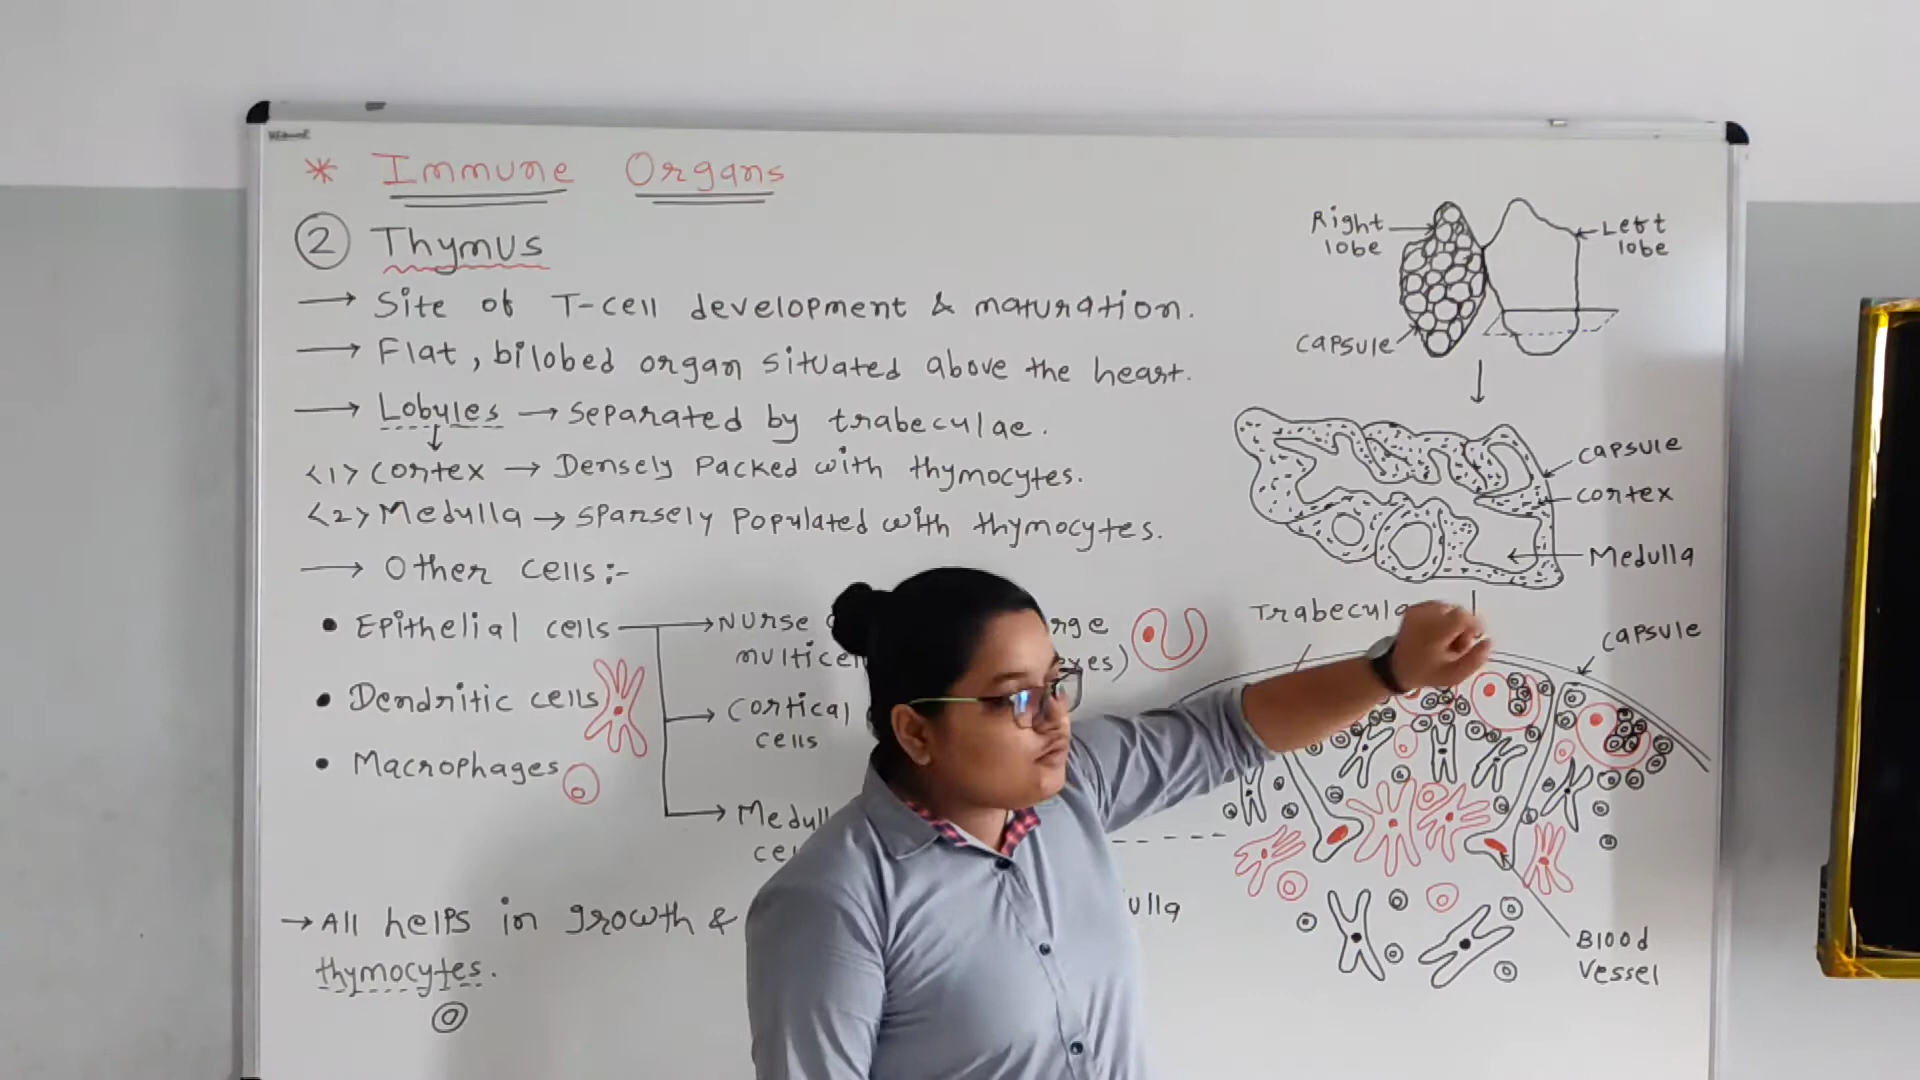 * Immune Organs
② Thymus
→ Site of T-cell development & maturation.
→ Flat, bilobed organ situated above the heart.
→ Lobules → separated by trabeculae.
<1> Cortex → Densely Packed with thymocytes.
<2> Medulla → sparsely populated with thymocytes.
→ Other cells:-
• Epithelial cells → Nurse
multicel exes)
• Dendritic cells
→ Cortical
cells
• Macrophages
→ Medull
→ All helps in growth &
thymocytes.
Right
lobe
Left
lobe
capsule
capsule
cortex
Medulla
Trabecula
capsule
Blood
vessel